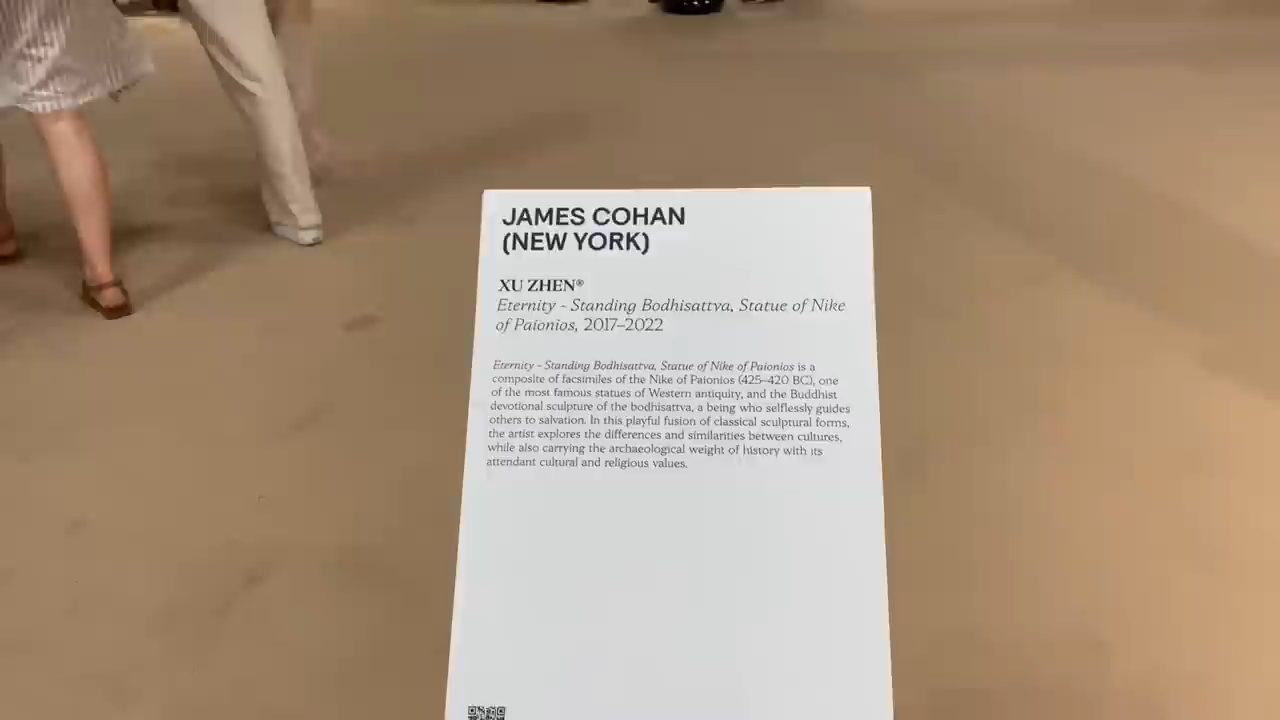 JAMES COHAN
(NEW YORK)
XU ZHEN®
Eternity - Standing Bodhisattva, Statue of Nike
of Paionios, 2017–2022
Eternity - Standing Bodhisattva, Statue of Nike of Paionios is a
composite of facsimiles of the Nike of Paionios (425–420 BC), one
of the most famous statues of Western antiquity, and the Buddhist
devotional sculpture of the bodhisattva, a being who selflessly guides
others to salvation. In this playful fusion of classical sculptural forms,
the artist explores the differences and similarities between cultures,
while also carrying the archaeological weight of history with its
attendant cultural and religious values.